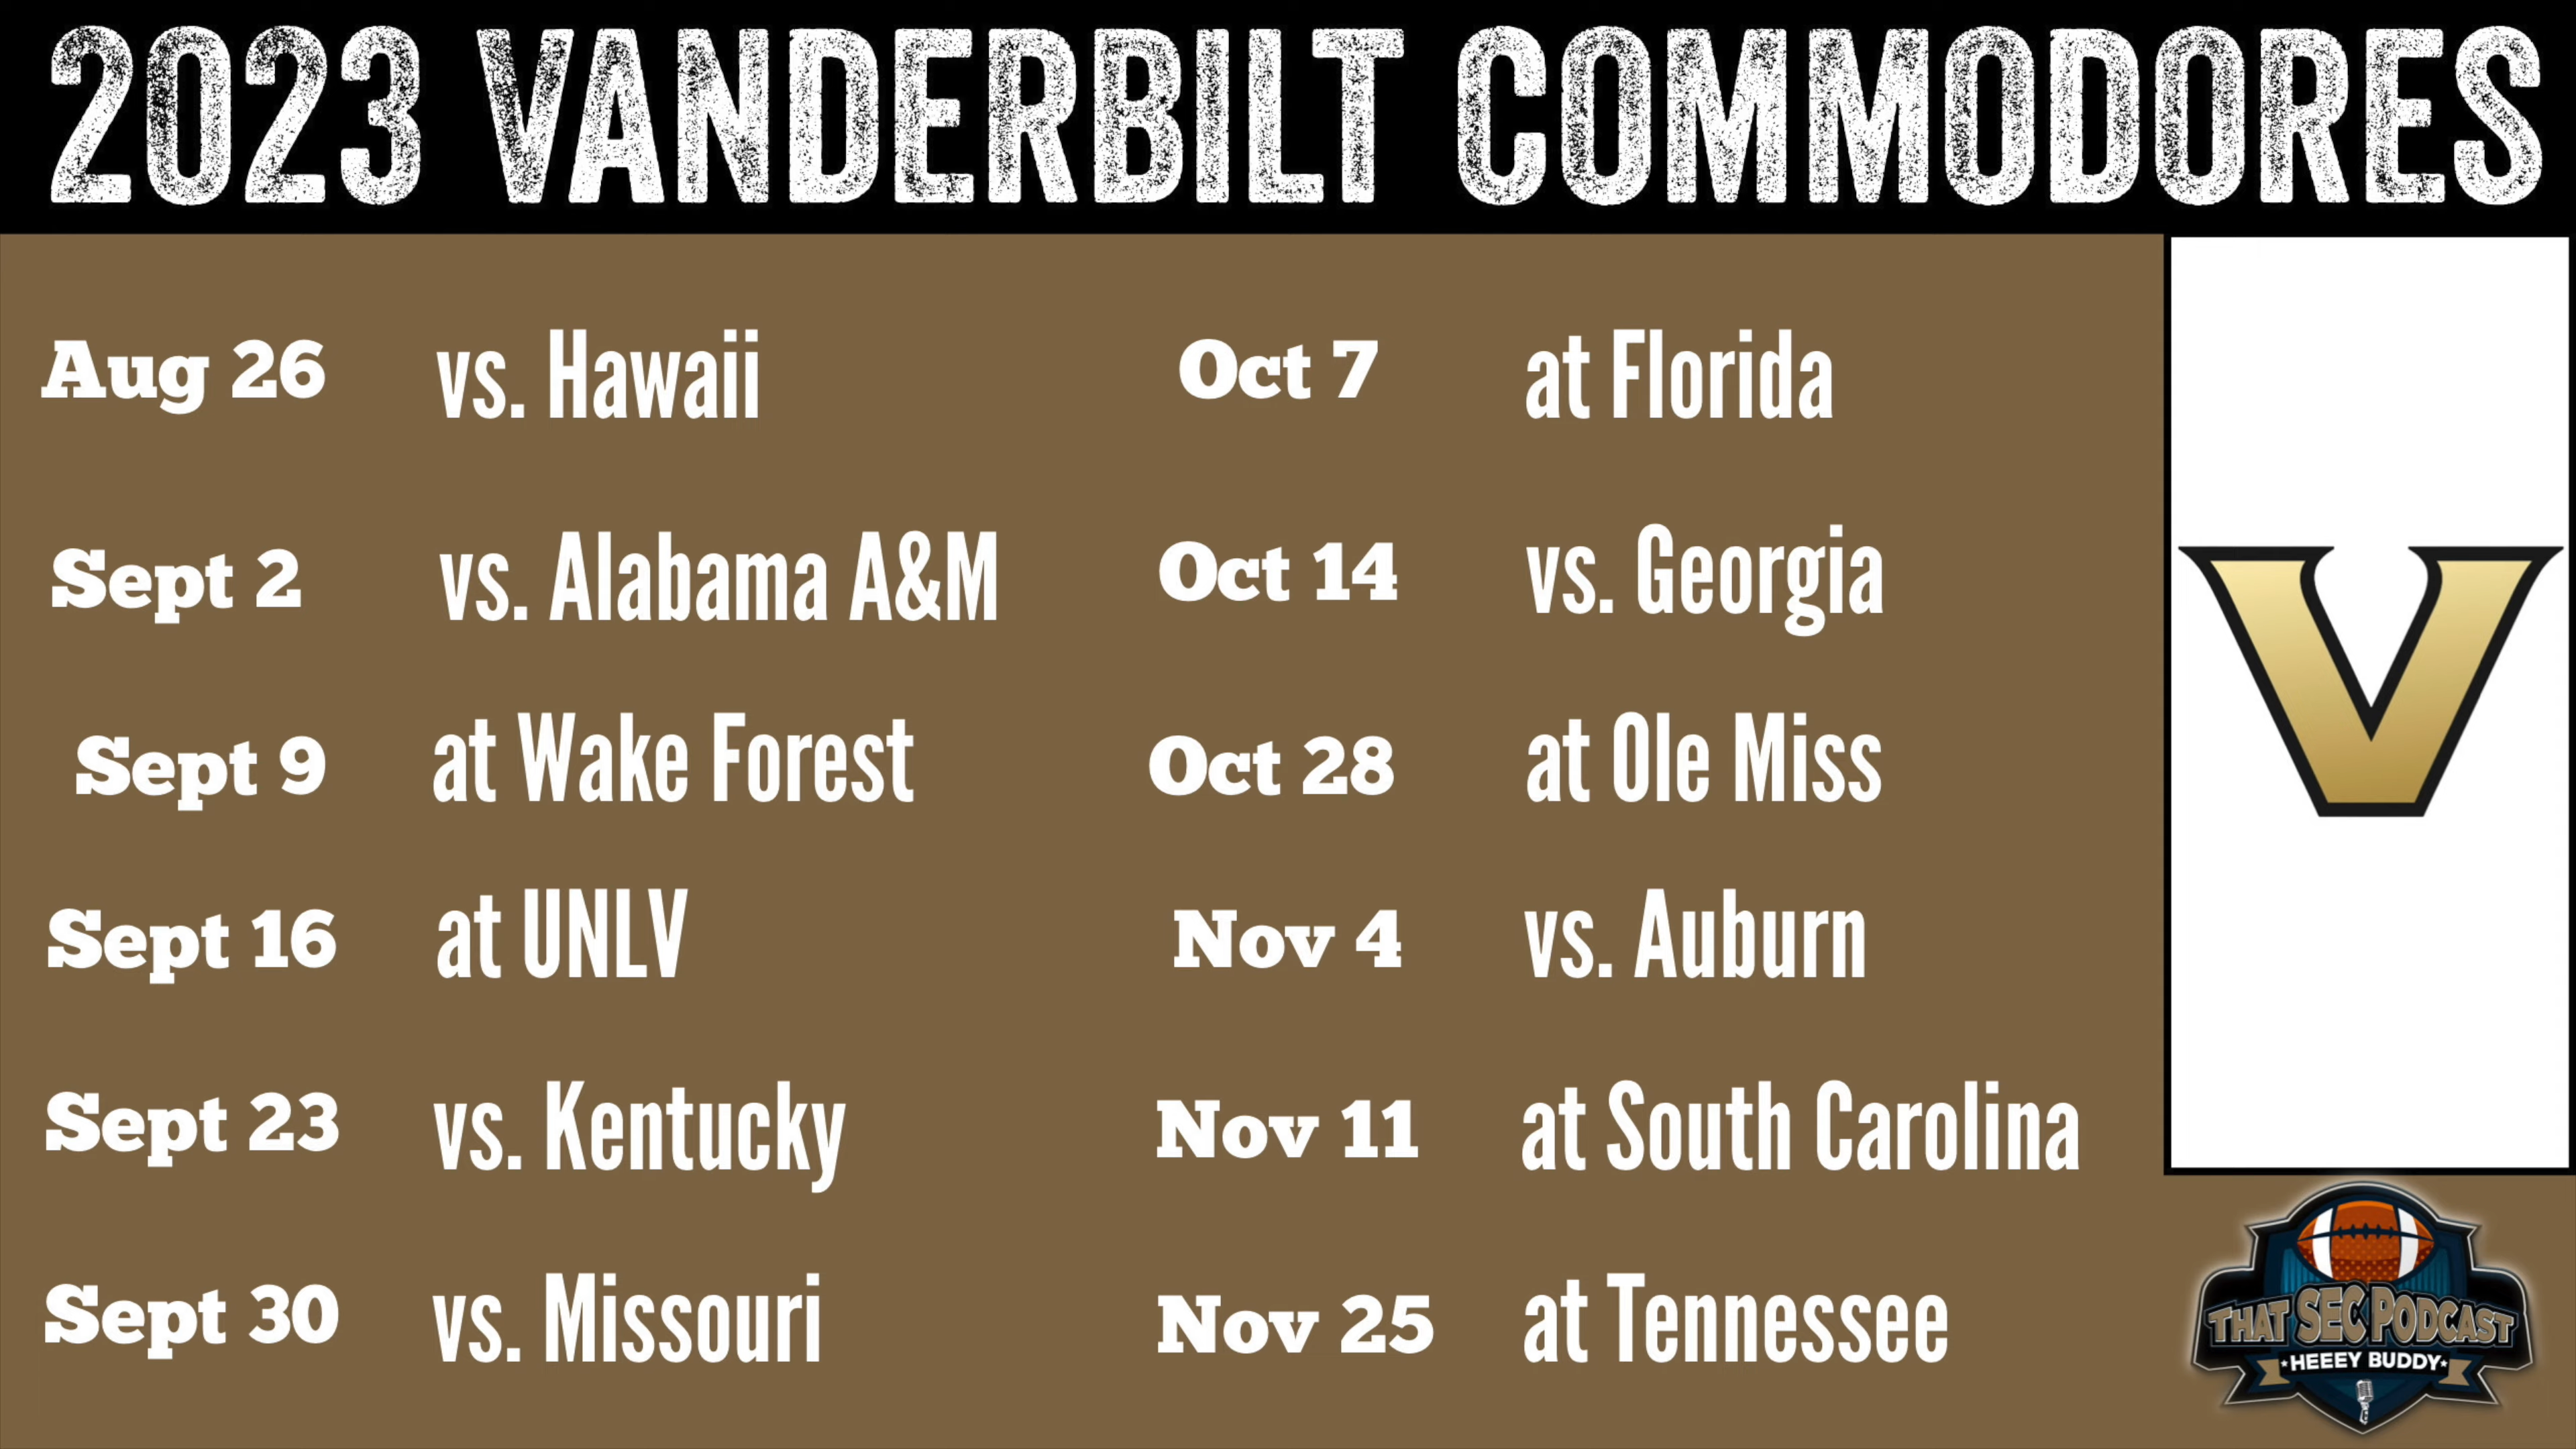 2023 VANDERBILT COMMODORES
Aug 26 vs. Hawaii
Sept 2 vs. Alabama A&M
Sept 9 at Wake Forest
Sept 16 at UNLV
Sept 23 vs. Kentucky
Sept 30 vs. Missouri
Oct 7 at Florida
Oct 14 vs. Georgia
Oct 28 at Ole Miss
Nov 4 vs. Auburn
Nov 11 at South Carolina
Nov 25 at Tennessee
V
THAT SEC PODCAST
•HEEEY BUDDY•